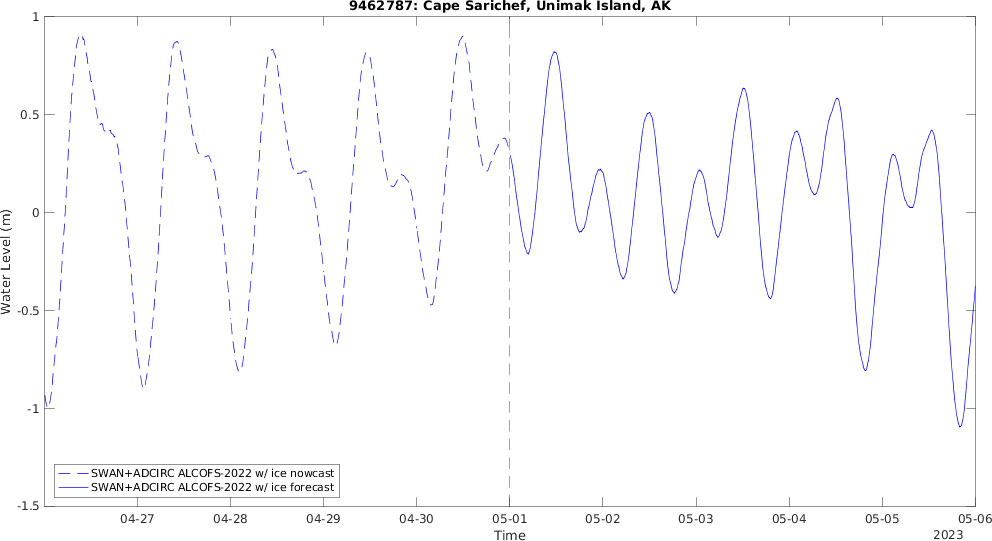 9462787: Cape Sarichef, Unimak Island, AK
1
0.5
0
-0.5
-1
-1.5
Water Level (m)
SWAN+ADCIRC ALCOFS-2022 w/ ice nowcast
SWAN+ADCIRC ALCOFS-2022 w/ ice forecast
04-27 04-28 04-29 04-30 05-01 05-02 05-03 05-04 05-05 05-06
Time
2023